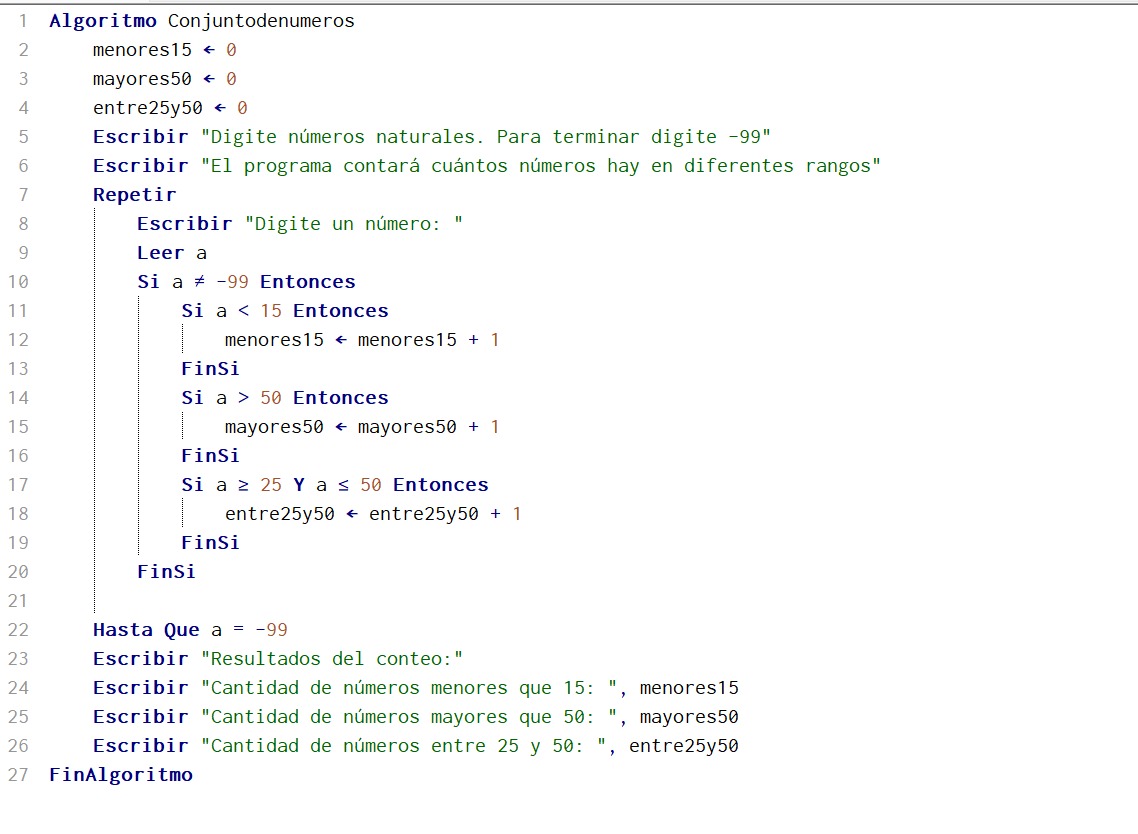 1 Algoritmo Conjuntodenumeros
2 menores15 ← 0
3 mayores50 ← 0
4 entre25y50 ← 0
5 Escribir "Digite números naturales. Para terminar digite -99"
6 Escribir "El programa contará cuántos números hay en diferentes rangos"
7 Repetir
8 Escribir "Digite un número: "
9 Leer a
10 Si a ≠ -99 Entonces
11 Si a < 15 Entonces
12 menores15 ← menores15 + 1
13 FinSi
14 Si a > 50 Entonces
15 mayores50 ← mayores50 + 1
16 FinSi
17 Si a ≥ 25 Y a ≤ 50 Entonces
18 entre25y50 ← entre25y50 + 1
19 FinSi
20 FinSi
21
22 Hasta Que a = -99
23 Escribir "Resultados del conteo:"
24 Escribir "Cantidad de números menores que 15: ", menores15
25 Escribir "Cantidad de números mayores que 50: ", mayores50
26 Escribir "Cantidad de números entre 25 y 50: ", entre25y50
27 FinAlgoritmo